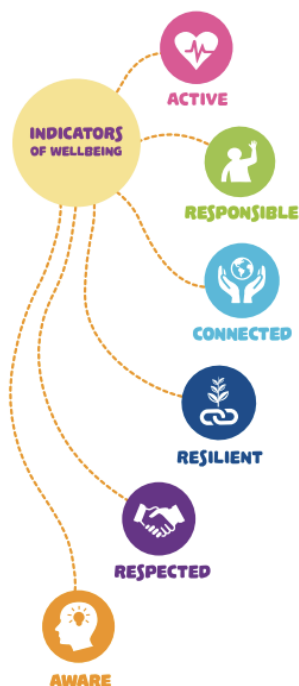 INDICATORS
OF WELLBEING
ACTIVE
RESPONSIBLE
CONNECTED
RESILIENT
RESPECTED
AWARE